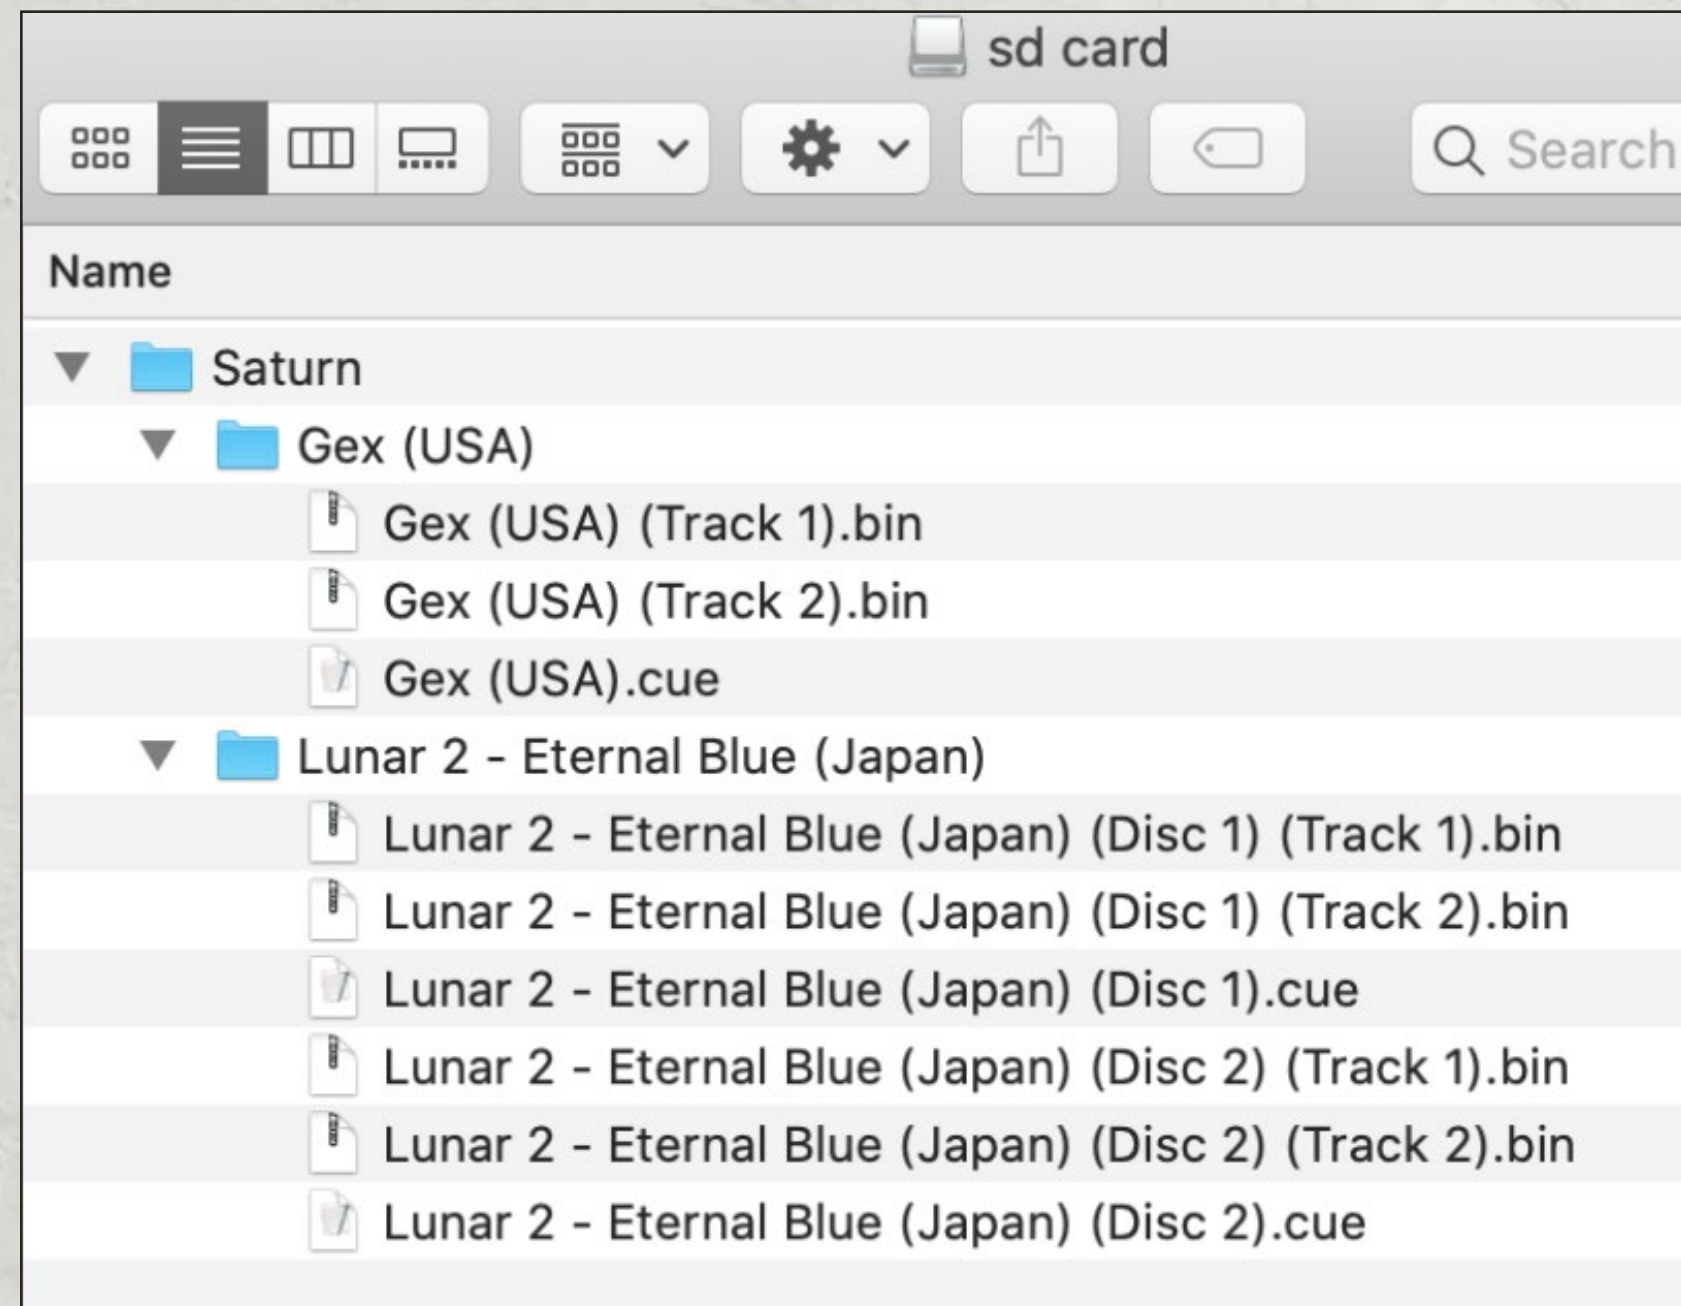 sd card
Search
Name
Saturn
Gex (USA)
Gex (USA) (Track 1).bin
Gex (USA) (Track 2).bin
Gex (USA).cue
Lunar 2 - Eternal Blue (Japan)
Lunar 2 - Eternal Blue (Japan) (Disc 1) (Track 1).bin
Lunar 2 - Eternal Blue (Japan) (Disc 1) (Track 2).bin
Lunar 2 - Eternal Blue (Japan) (Disc 1).cue
Lunar 2 - Eternal Blue (Japan) (Disc 2) (Track 1).bin
Lunar 2 - Eternal Blue (Japan) (Disc 2) (Track 2).bin
Lunar 2 - Eternal Blue (Japan) (Disc 2).cue